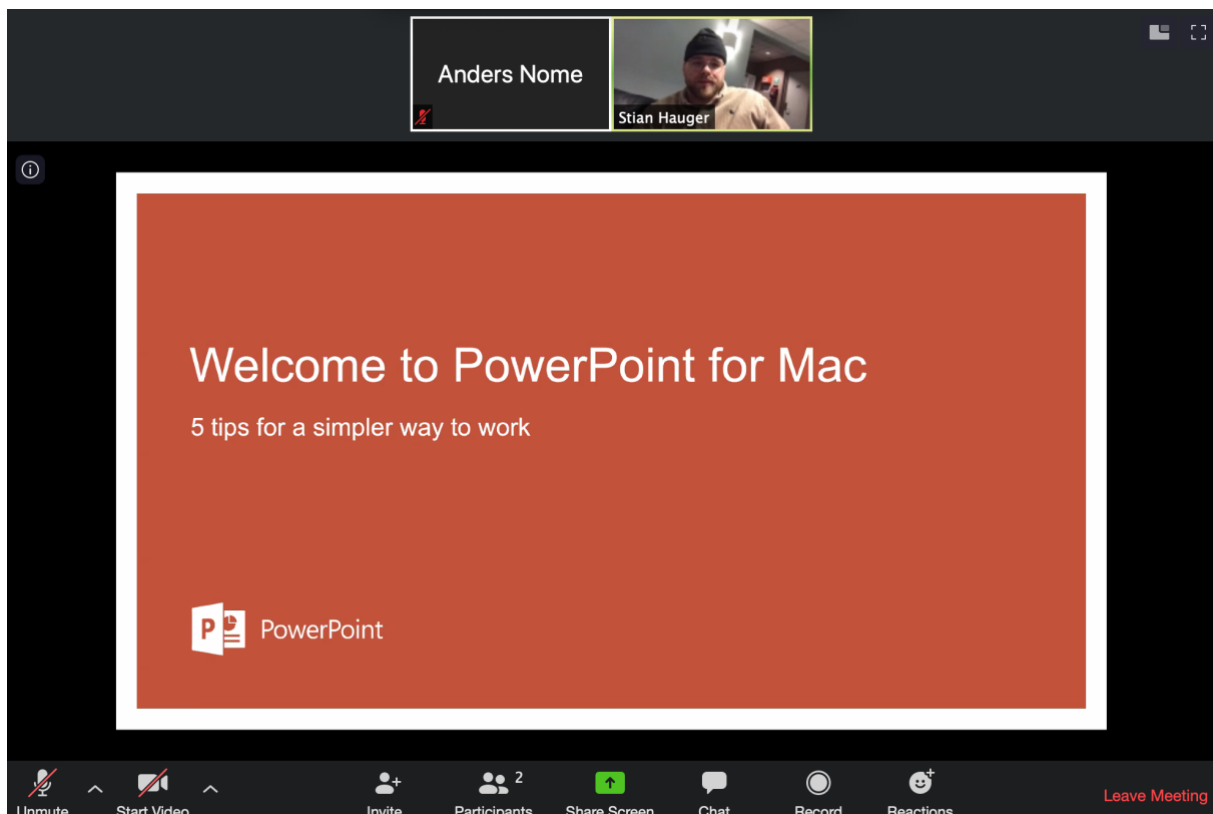 Anders Nome
Stian Hauger
Welcome to PowerPoint for Mac
5 tips for a simpler way to work
P PowerPoint
Unmute
Start Video
Invite
Participants
2
Share Screen
Chat
Record
Reactions
Leave Meeting